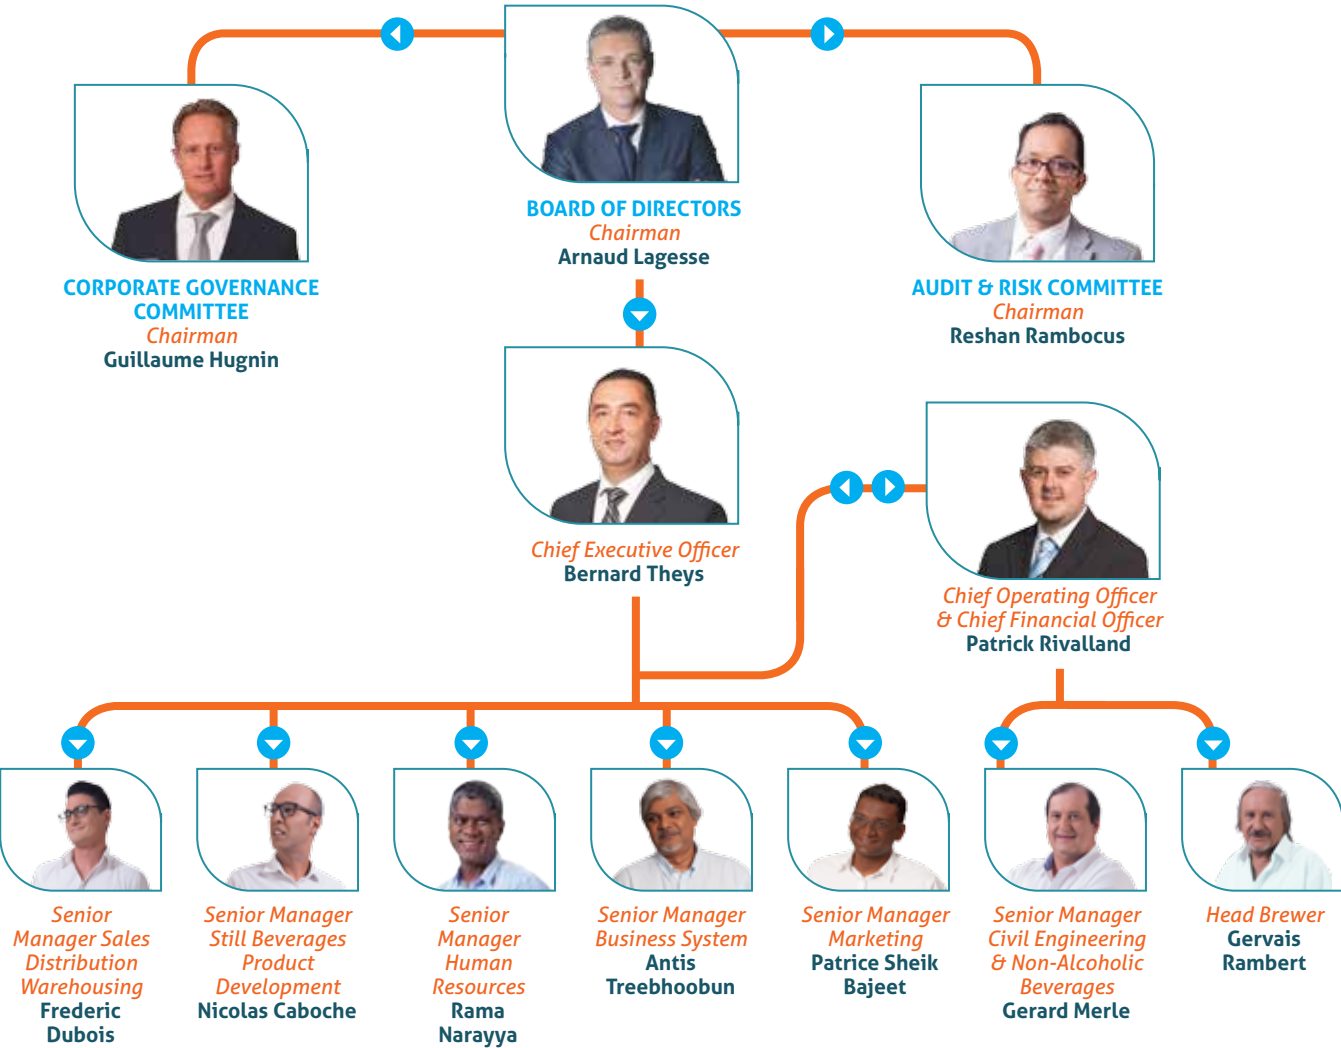 BOARD OF DIRECTORS
Chairman
Arnaud Lagesse
CORPORATE GOVERNANCE
COMMITTEE
Chairman
Guillaume Hugnin
AUDIT & RISK COMMITTEE
Chairman
Reshan Rambocus
Chief Executive Officer
Bernard Theys
Chief Operating Officer
& Chief Financial Officer
Patrick Rivalland
Senior
Manager Sales
Distribution
Warehousing
Frederic
Dubois
Senior Manager
Still Beverages
Product
Development
Nicolas Caboche
Senior
Manager
Human
Resources
Rama
Narayya
Senior Manager
Business System
Antis
Treebhoobun
Senior Manager
Marketing
Patrice Sheik
Bajeet
Senior Manager
Civil Engineering
& Non-Alcoholic
Beverages
Gerard Merle
Head Brewer
Gervais
Rambert